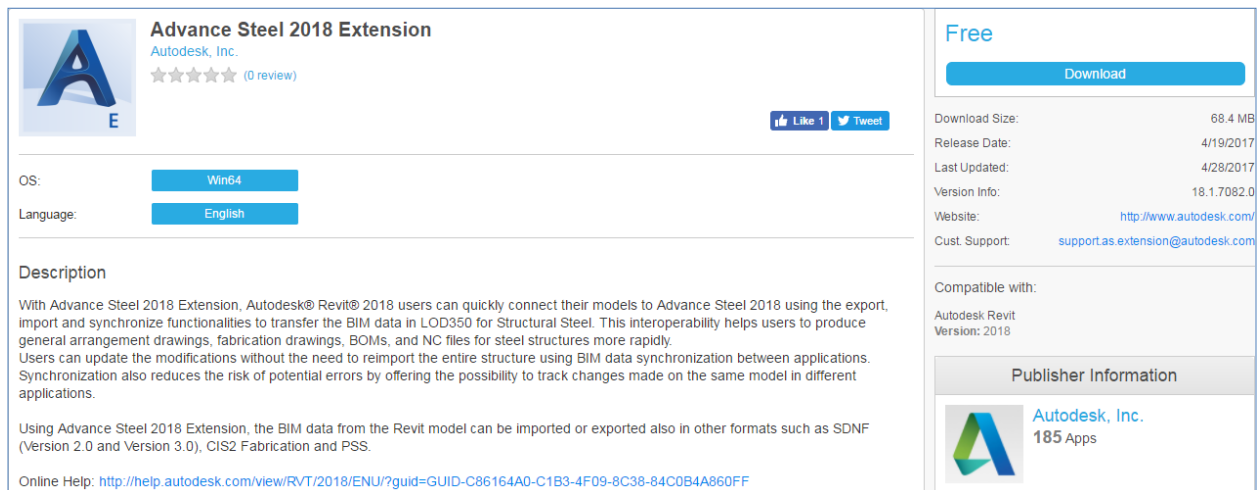 Advance Steel 2018 Extension
Autodesk, Inc.
(0 review)
E
Like 1
Tweet
OS:
Win64
Language:
English
Description
With Advance Steel 2018 Extension, Autodesk® Revit® 2018 users can quickly connect their models to Advance Steel 2018 using the export,
import and synchronize functionalities to transfer the BIM data in LOD350 for Structural Steel. This interoperability helps users to produce
general arrangement drawings, fabrication drawings, BOMs, and NC files for steel structures more rapidly.
Users can update the modifications without the need to reimport the entire structure using BIM data synchronization between applications.
Synchronization also reduces the risk of potential errors by offering the possibility to track changes made on the same model in different
applications.
Using Advance Steel 2018 Extension, the BIM data from the Revit model can be imported or exported also in other formats such as SDNF
(Version 2.0 and Version 3.0), CIS2 Fabrication and PSS.
Online Help: http://help.autodesk.com/view/RVT/2018/ENU/?guid=GUID-C86164A0-C1B3-4F09-8C38-84C0B4A860FF
Free
Download
Download Size: 68.4 MB
Release Date: 4/19/2017
Last Updated: 4/28/2017
Version Info: 18.1.7082.0
Website: http://www.autodesk.com/
Cust. Support: support.as.extension@autodesk.com
Compatible with:
Autodesk Revit
Version: 2018
Publisher Information
Autodesk, Inc.
185 Apps